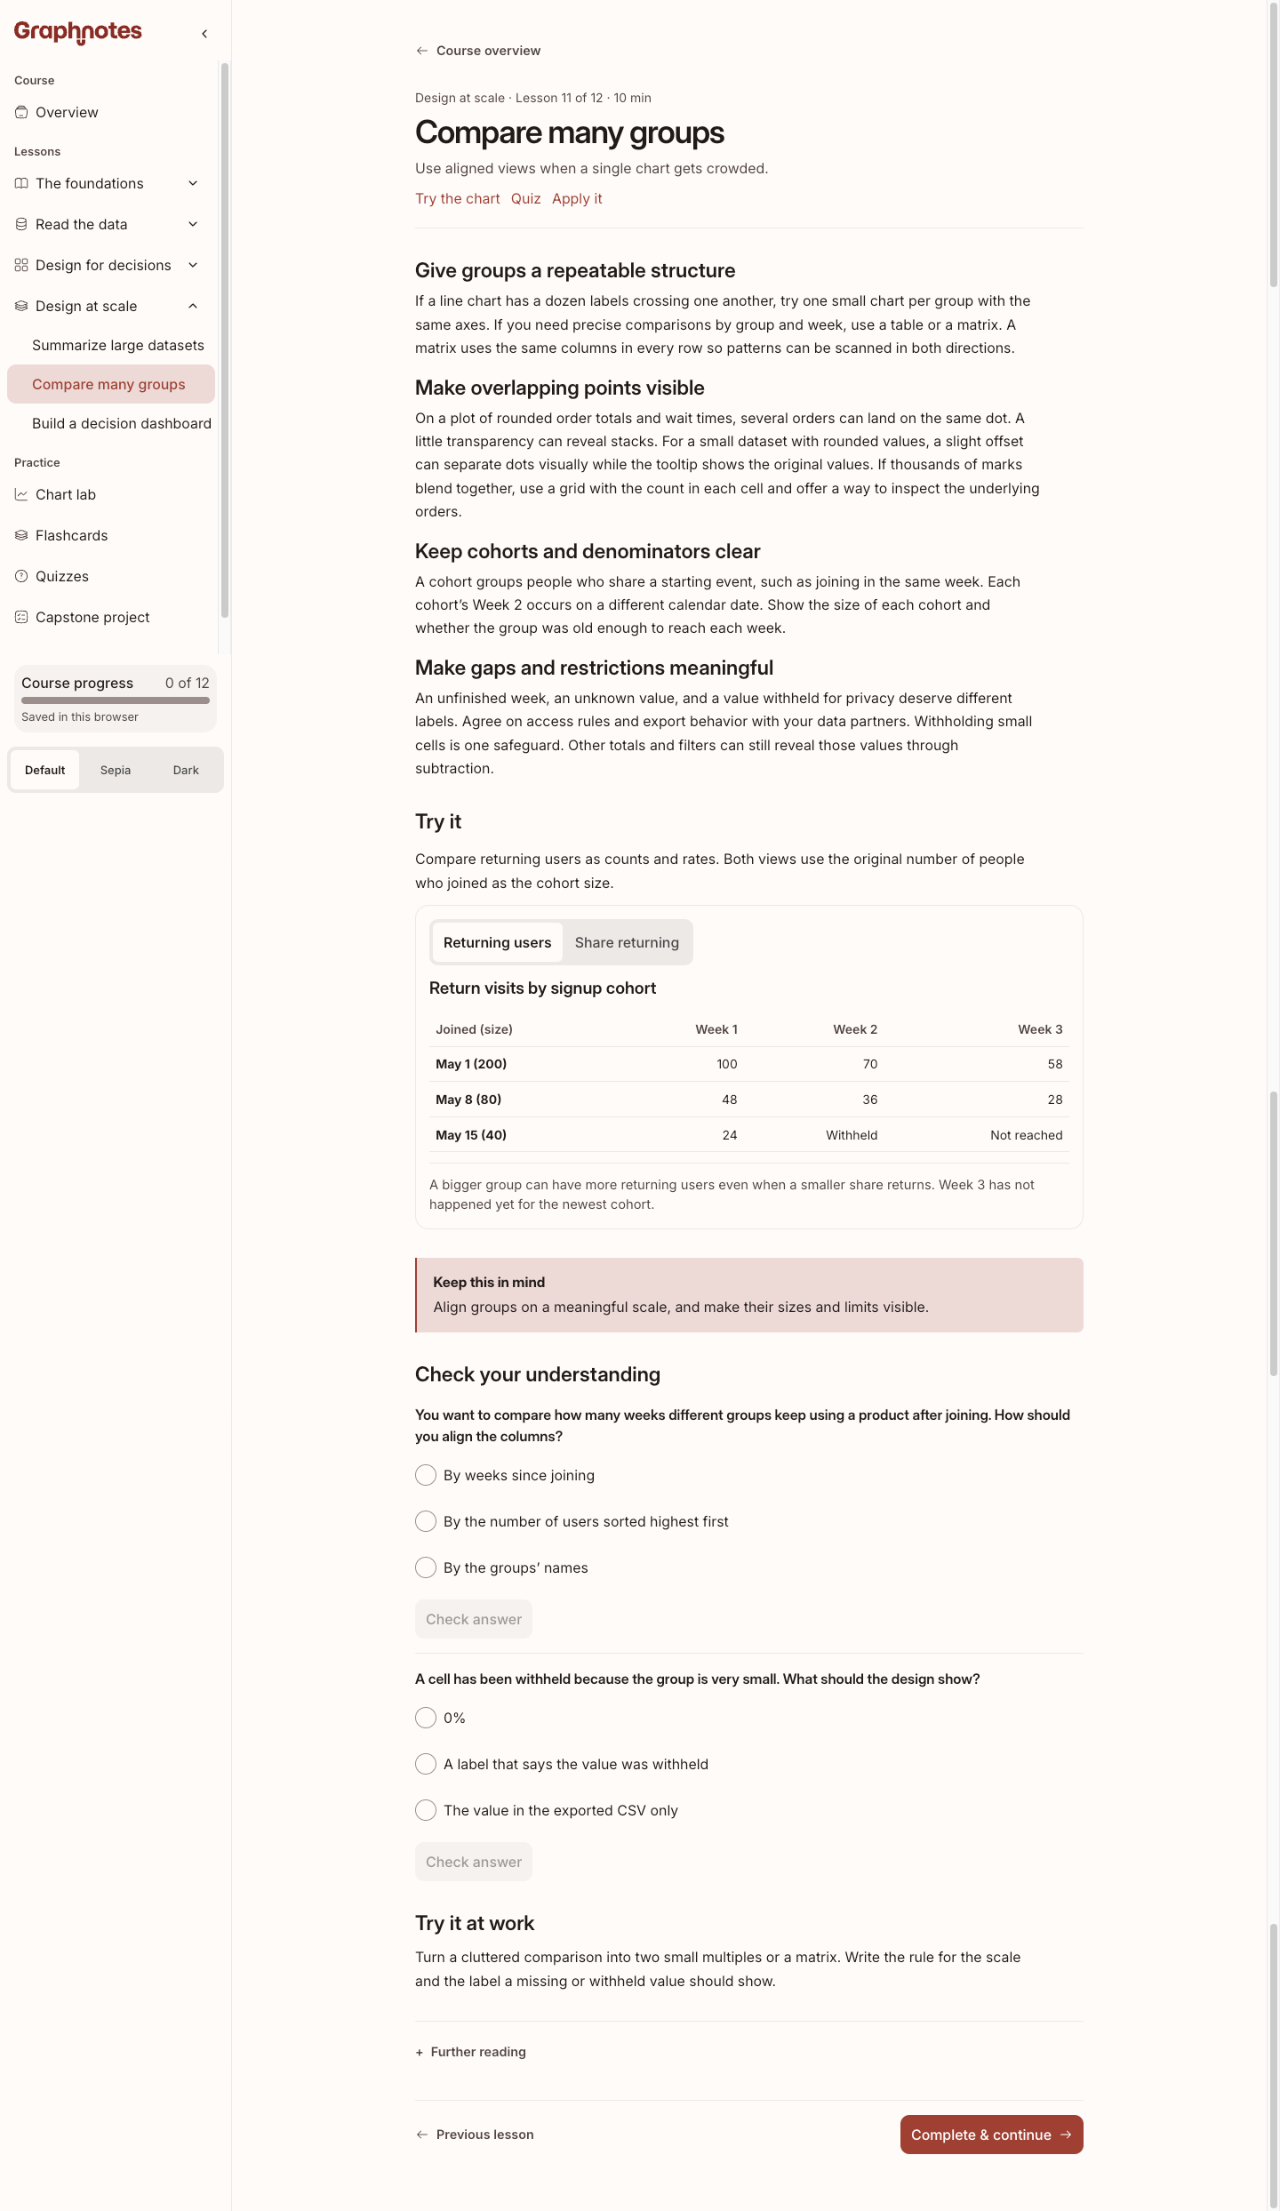 Graphnotes
Course
Overview
Lessons
The foundations
Read the data
Design for decisions
Design at scale
Summarize large datasets
Compare many groups
Build a decision dashboard
Practice
Chart lab
Flashcards
Quizzes
Capstone project
Course progress 0 of 12
Saved in this browser
Default Sepia Dark
← Course overview
Design at scale · Lesson 11 of 12 · 10 min
Compare many groups
Use aligned views when a single chart gets crowded.
Try the chart Quiz Apply it
Give groups a repeatable structure
If a line chart has a dozen labels crossing one another, try one small chart per group with the
same axes. If you need precise comparisons by group and week, use a table or a matrix. A
matrix uses the same columns in every row so patterns can be scanned in both directions.
Make overlapping points visible
On a plot of rounded order totals and wait times, several orders can land on the same dot. A
little transparency can reveal stacks. For a small dataset with rounded values, a slight offset
can separate dots visually while the tooltip shows the original values. If thousands of marks
blend together, use a grid with the count in each cell and offer a way to inspect the underlying
orders.
Keep cohorts and denominators clear
A cohort groups people who share a starting event, such as joining in the same week. Each
cohort’s Week 2 occurs on a different calendar date. Show the size of each cohort and
whether the group was old enough to reach each week.
Make gaps and restrictions meaningful
An unfinished week, an unknown value, and a value withheld for privacy deserve different
labels. Agree on access rules and export behavior with your data partners. Withholding small
cells is one safeguard. Other totals and filters can still reveal those values through
subtraction.
Try it
Compare returning users as counts and rates. Both views use the original number of people
who joined as the cohort size.
Returning users Share returning
Return visits by signup cohort
Joined (size) Week 1 Week 2 Week 3
May 1 (200) 100 70 58
May 8 (80) 48 36 28
May 15 (40) 24 Withheld Not reached
A bigger group can have more returning users even when a smaller share returns. Week 3 has not
happened yet for the newest cohort.
Keep this in mind
Align groups on a meaningful scale, and make their sizes and limits visible.
Check your understanding
You want to compare how many weeks different groups keep using a product after joining. How should
you align the columns?
By weeks since joining
By the number of users sorted highest first
By the groups’ names
Check answer
A cell has been withheld because the group is very small. What should the design show?
0%
A label that says the value was withheld
The value in the exported CSV only
Check answer
Try it at work
Turn a cluttered comparison into two small multiples or a matrix. Write the rule for the scale
and the label a missing or withheld value should show.
+ Further reading
← Previous lesson
Complete & continue →